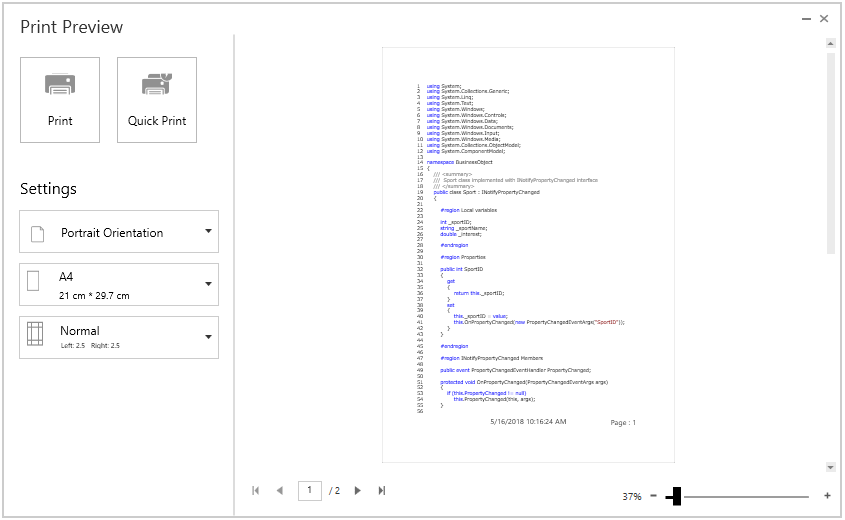 Print Preview
Print
Quick Print
Settings
Portrait Orientation
A4
21 cm * 29.7 cm
Normal
Left: 2.5 Right: 2.5
1 using System;
2 using System.Collections.Generic;
3 using System.Linq;
4 using System.Text;
5 using System.Windows;
6 using System.Windows.Controls;
7 using System.Windows.Data;
8 using System.Windows.Documents;
9 using System.Windows.Input;
10 using System.Windows.Media;
11 using System.Collections.ObjectModel;
12 using System.ComponentModel;
13
14 namespace BusinessObject
15 {
16 /// <summary>
17 /// Sport class implemented with INotifyPropertyChanged interface
18 /// </summary>
19 public class Sport : INotifyPropertyChanged
20 {
21
22 #region Local variables
23
24 int _sportID;
25 string _sportName;
26 double _interest;
27
28 #endregion
29
30 #region Properties
31
32 public int SportID
33 {
34 get
35 {
36 return this._sportID;
37 }
38 set
39 {
40 this._sportID = value;
41 this.OnPropertyChanged(new PropertyChangedEventArgs("SportID"));
42 }
43 }
44
45 #endregion
46
47 #region INotifyPropertyChanged Members
48
49 public event PropertyChangedEventHandler PropertyChanged;
50
51 protected void OnPropertyChanged(PropertyChangedEventArgs args)
52 {
53 if (this.PropertyChanged != null)
54 this.PropertyChanged(this, args);
55 }
56
5/16/2018 10:16:24 AM Page : 1
1 / 2
37%